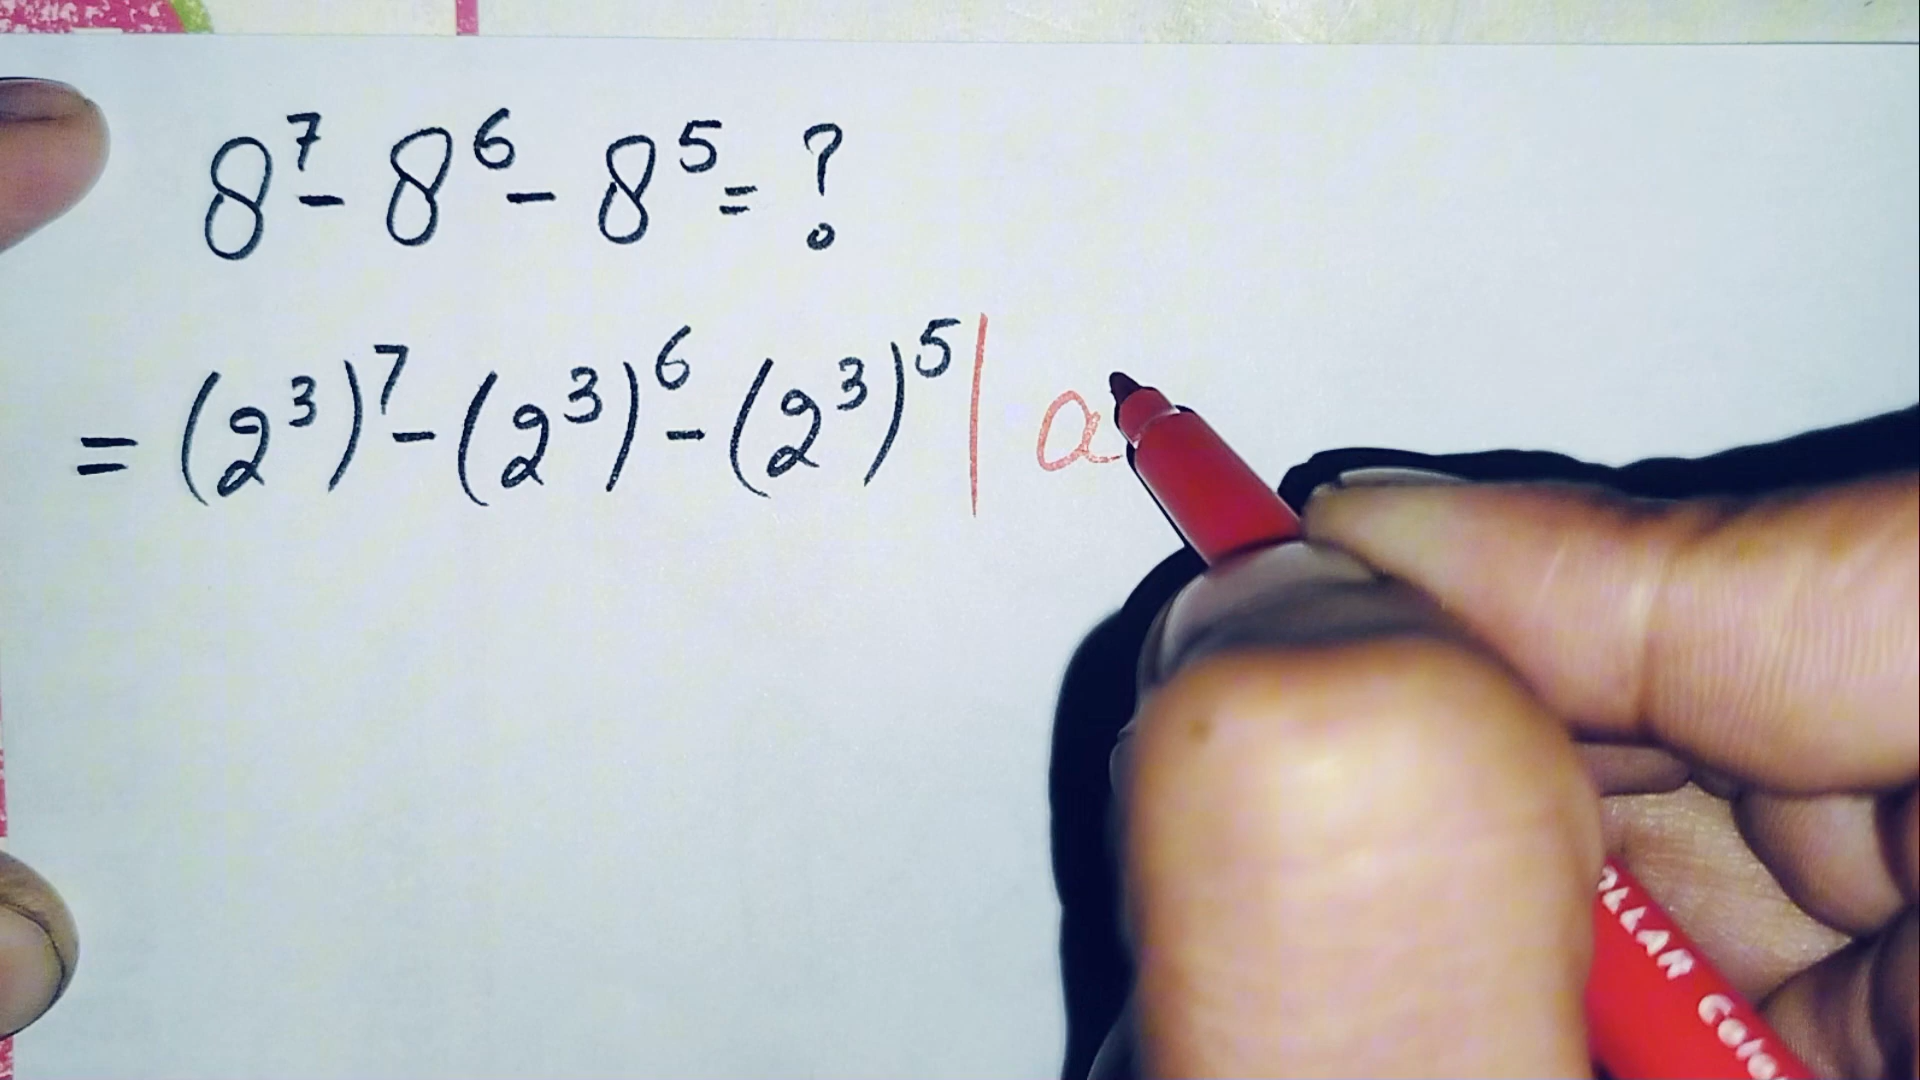 8⁷ - 8⁶ - 8⁵ = ?
= (2³)⁷ - (2³)⁶ - (2³)⁵ | a